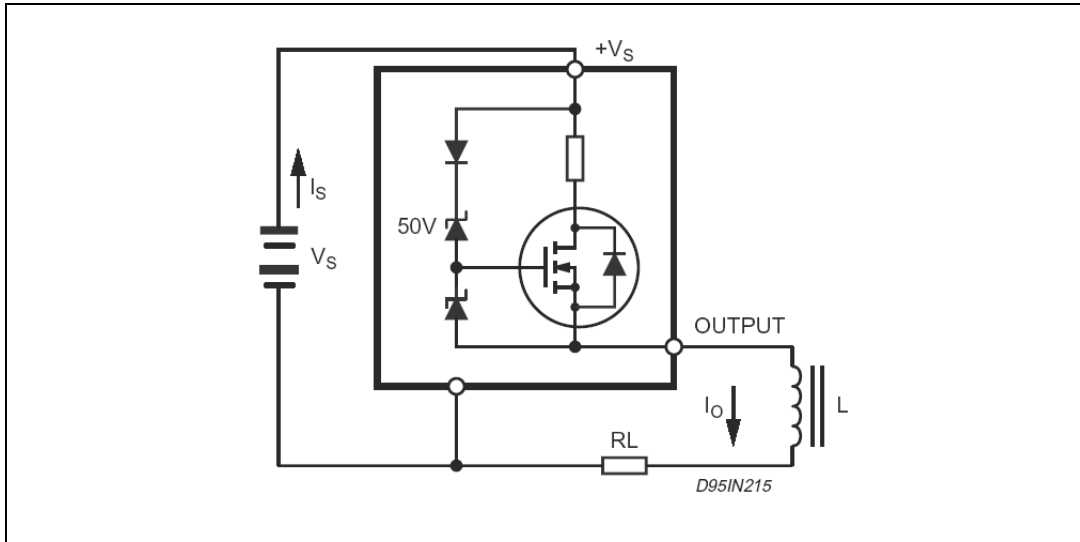 +VS
IS
50V
VS
OUTPUT
IO
L
RL
D95IN215